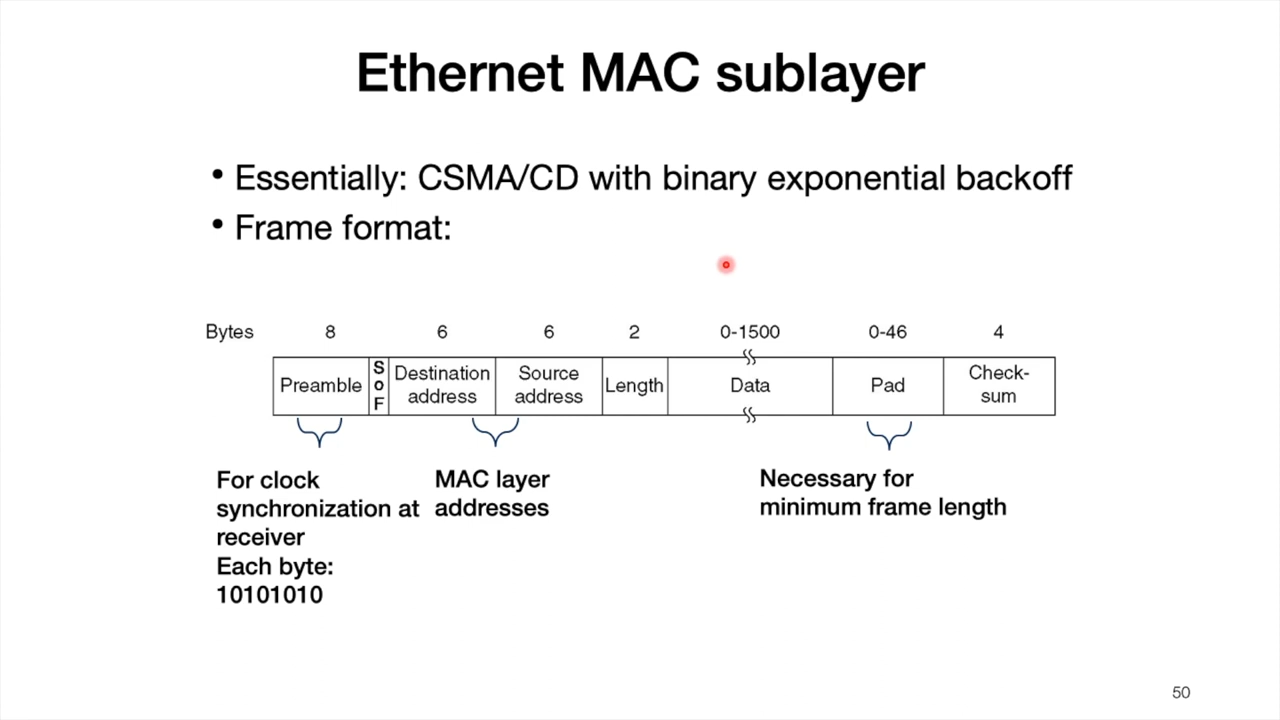 Ethernet MAC sublayer
• Essentially: CSMA/CD with binary exponential backoff
• Frame format:
Bytes 8 6 6 2 0-1500 0-46 4
Preamble SoF Destination address Source address Length Data Pad Check-sum
For clock
synchronization at
receiver
Each byte:
10101010
MAC layer
addresses
Necessary for
minimum frame length
50